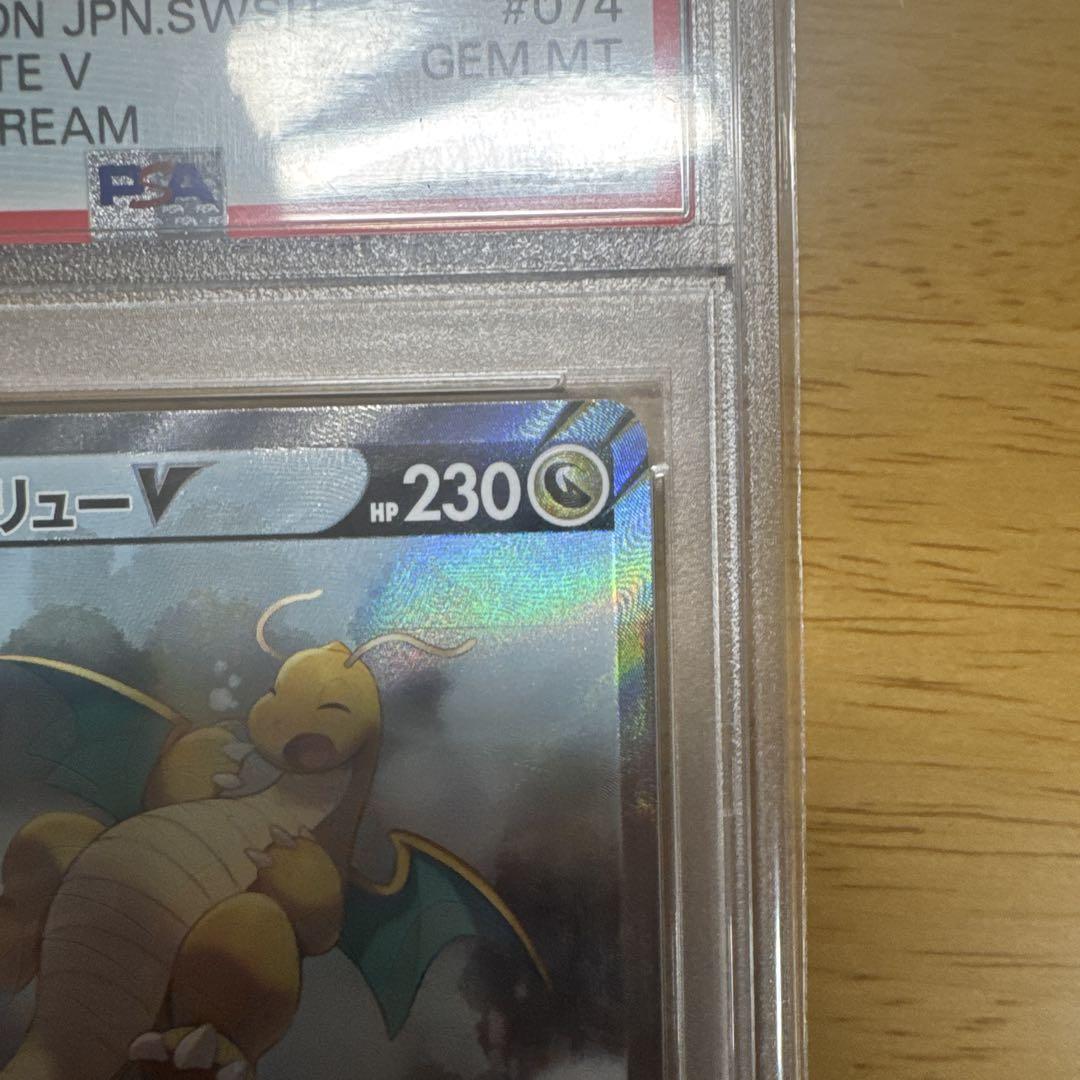 ON JPN.SWSH #074
TE V GEM MT
REAM
PSA
リューV HP 230